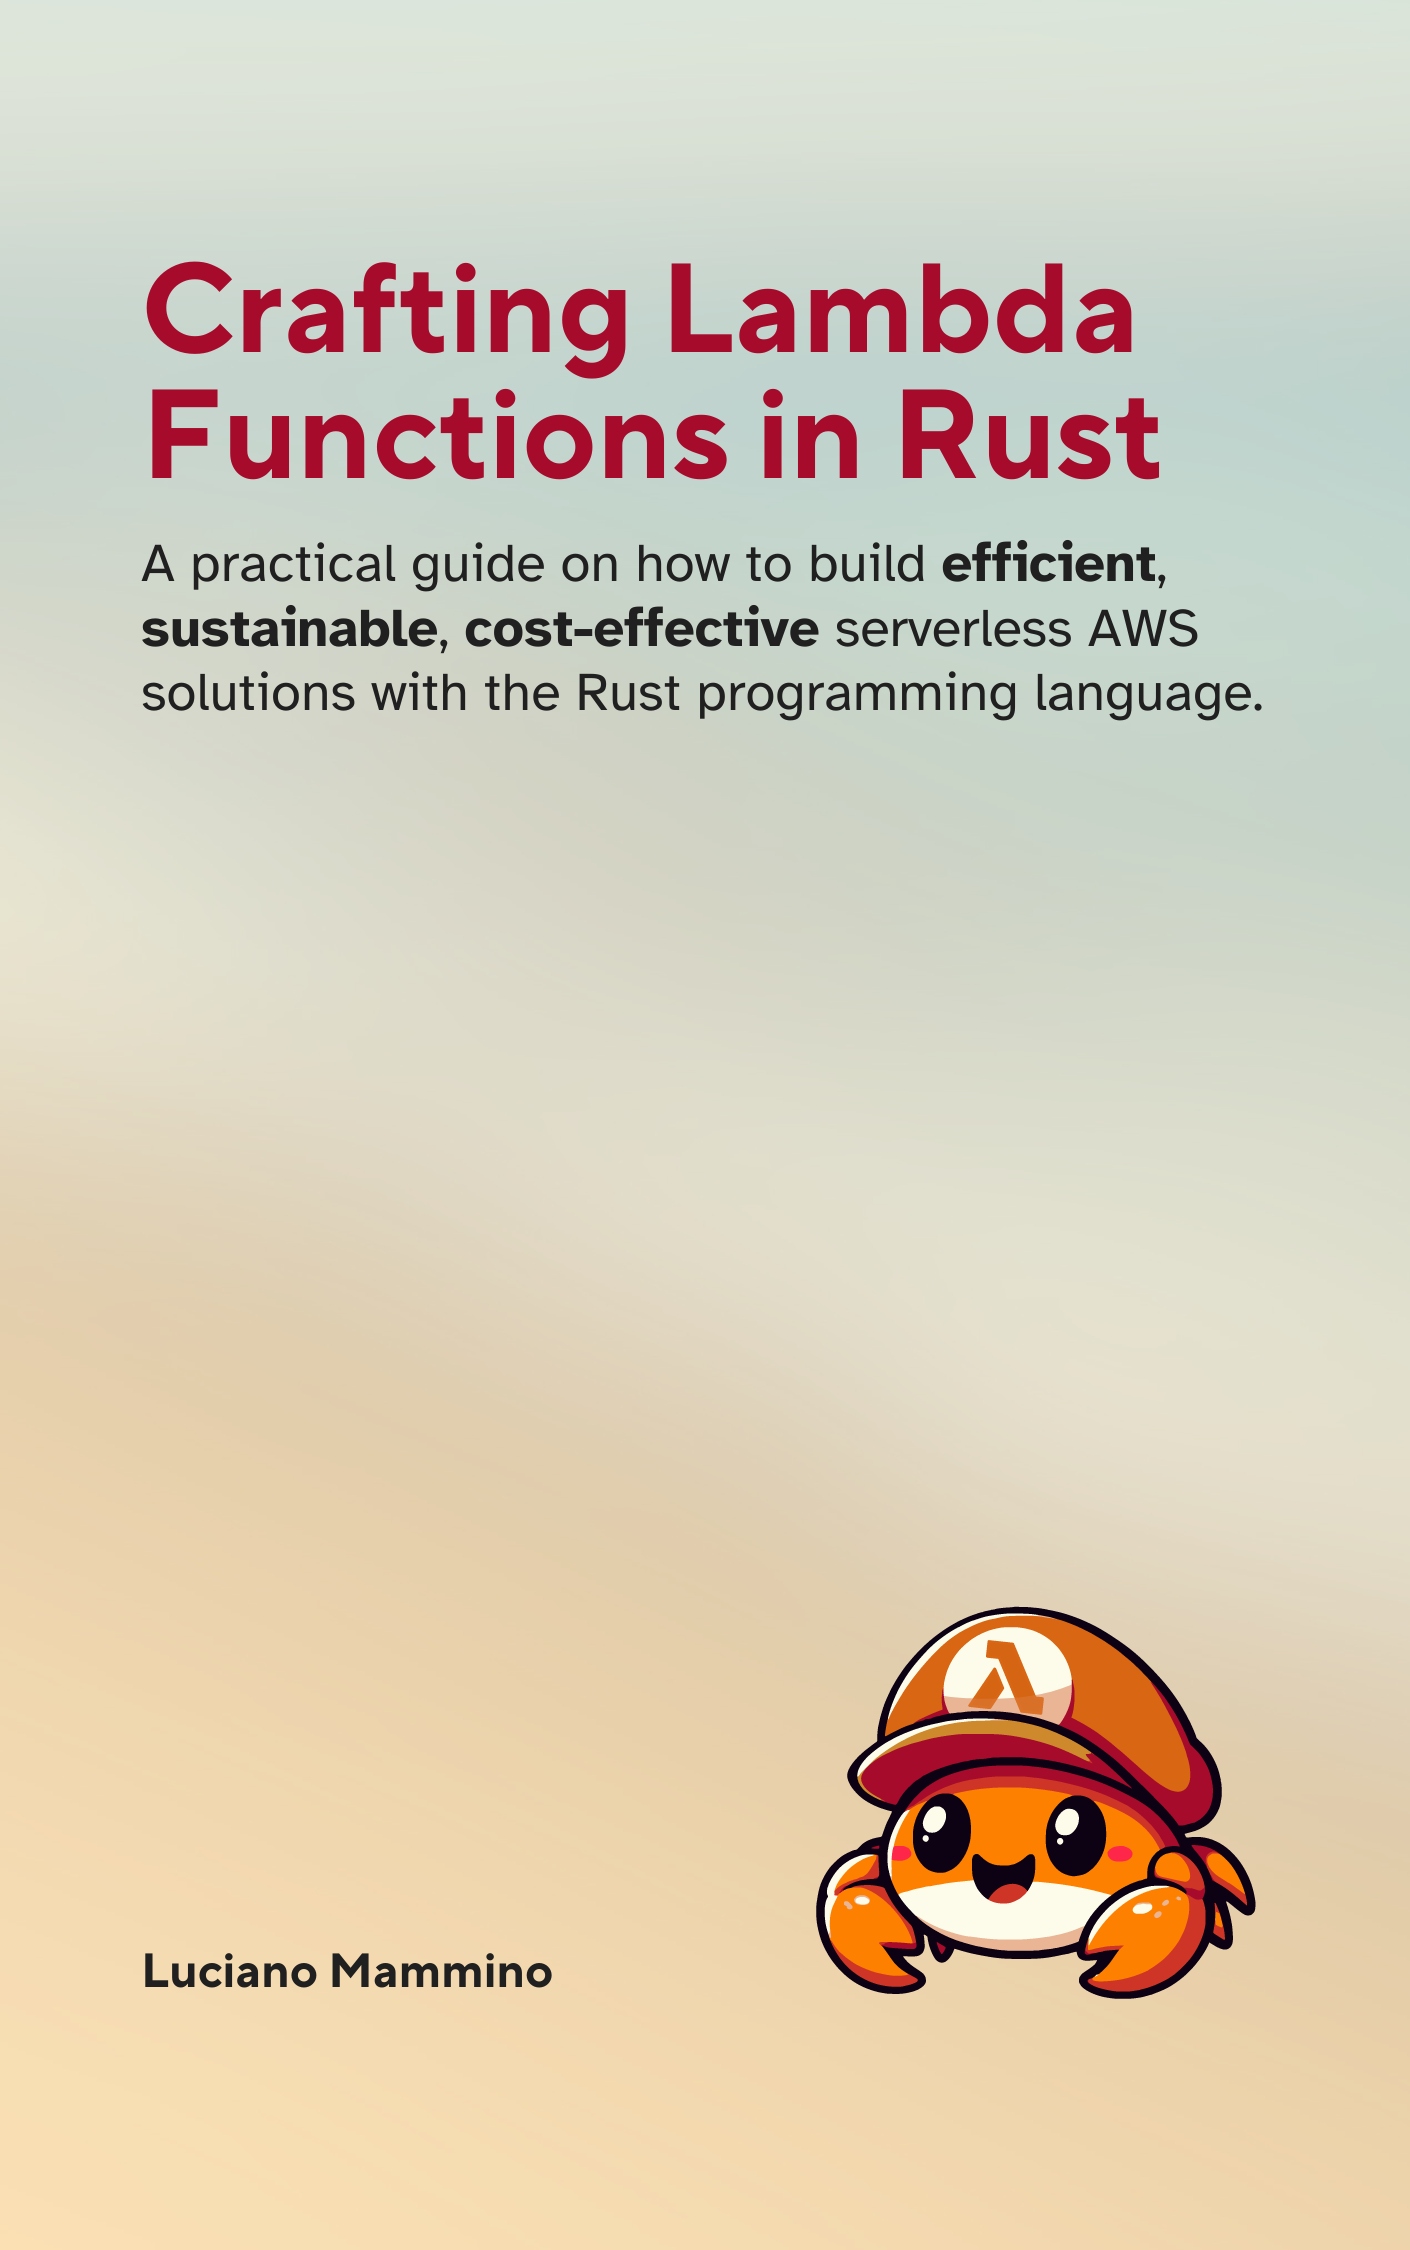 Crafting Lambda
Functions in Rust
A practical guide on how to build efficient,
sustainable, cost-effective serverless AWS
solutions with the Rust programming language.
λ
Luciano Mammino